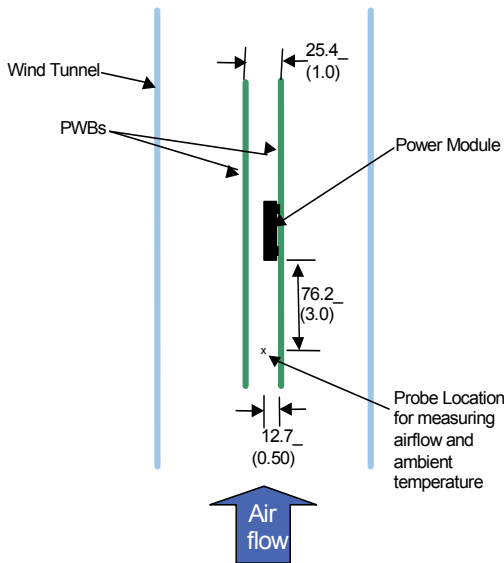 25.4_
(1.0)
Wind Tunnel
PWBs
Power Module
76.2_
(3.0)
x
Probe Location
for measuring
airflow and
ambient
temperature
12.7_
(0.50)
Air
flow